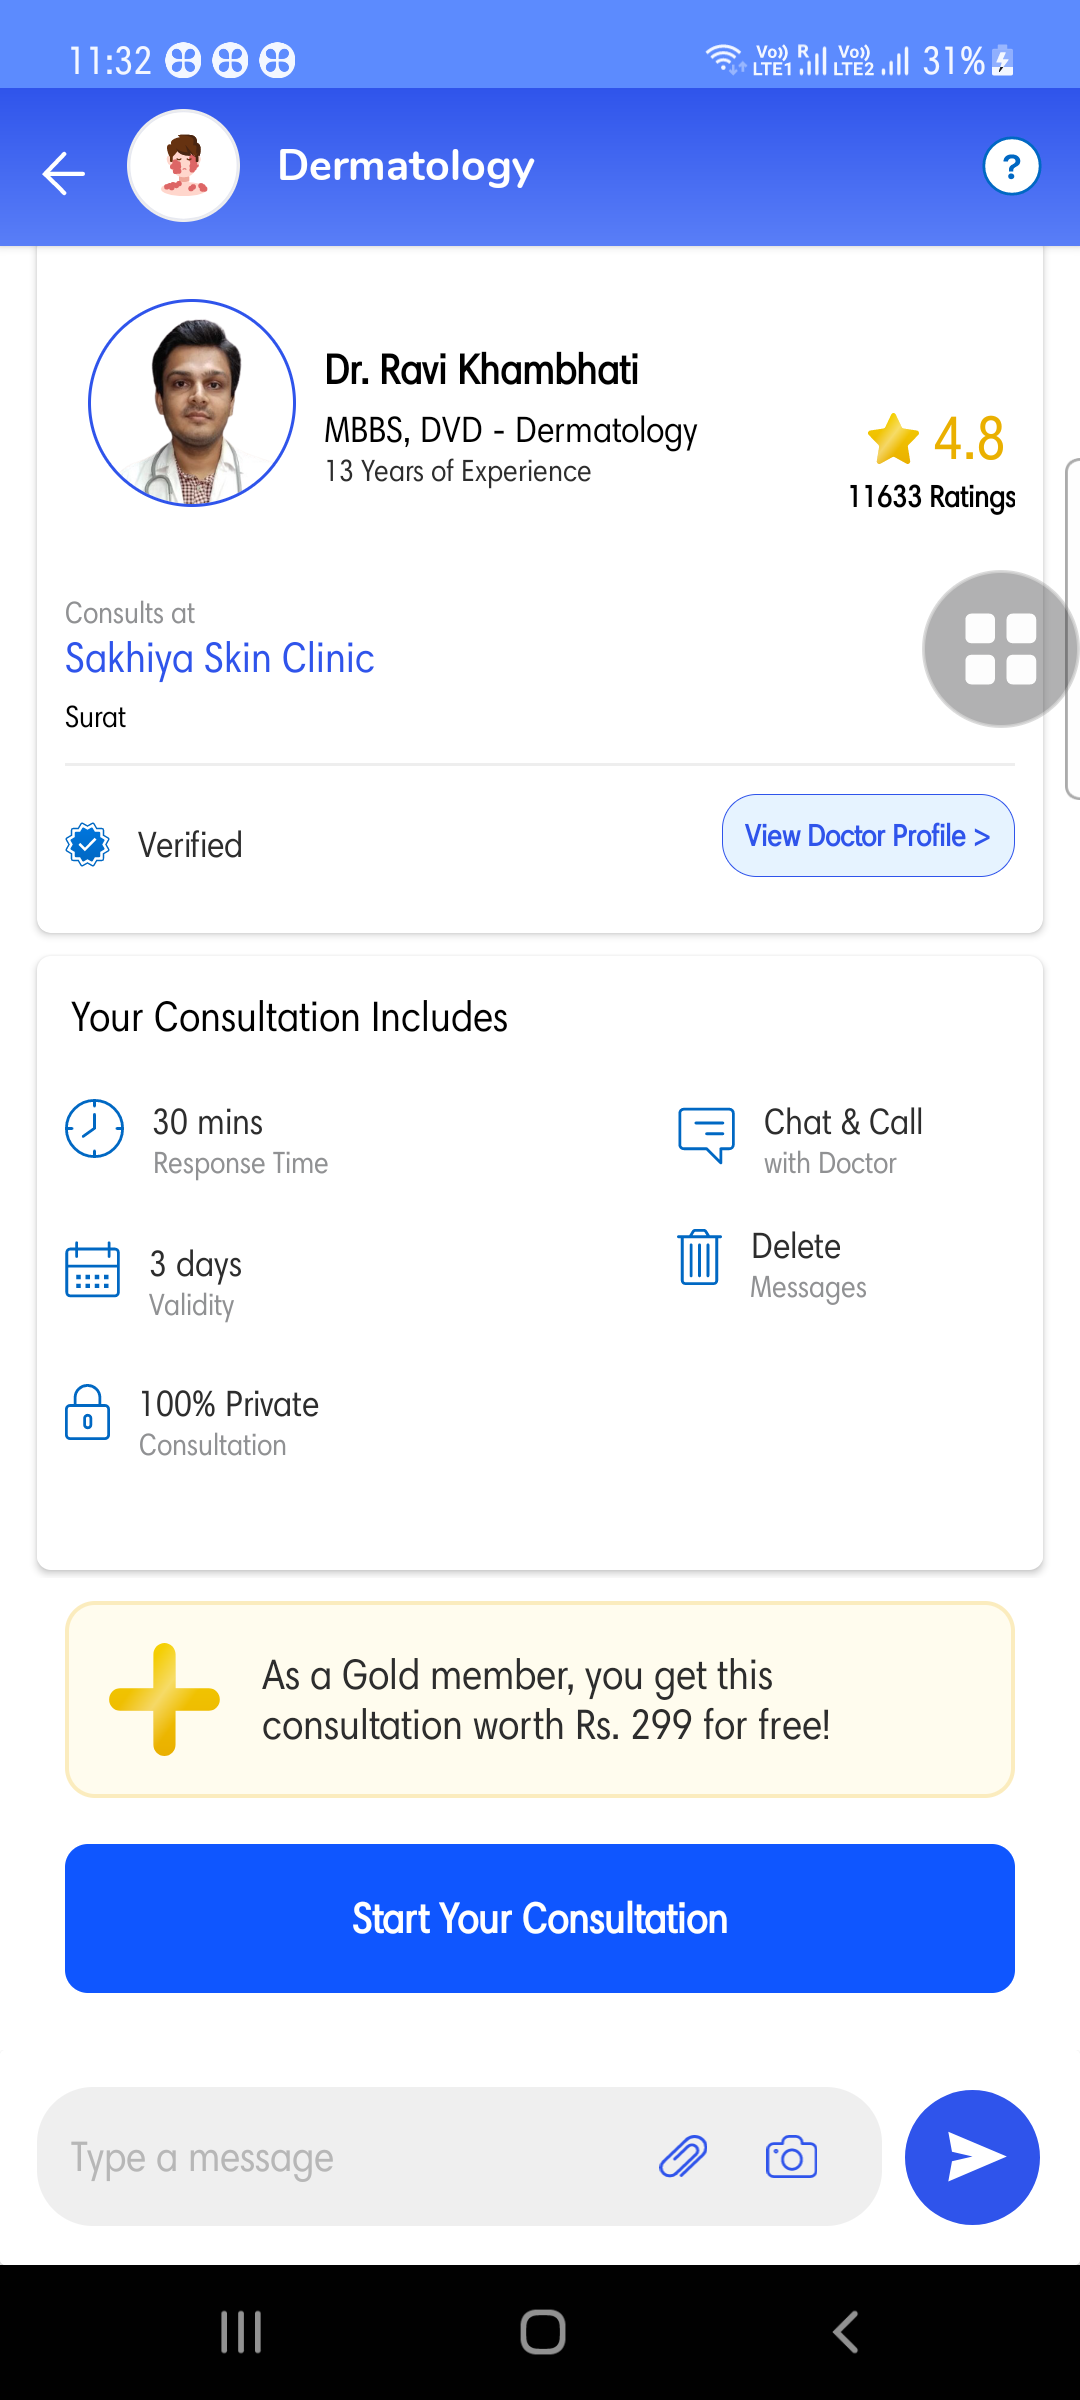 11:32
Vo)) R Vo))
LTE1 LTE2 31%
Dermatology
?
Dr. Ravi Khambhati
MBBS, DVD - Dermatology
13 Years of Experience
4.8
11633 Ratings
Consults at
Sakhiya Skin Clinic
Surat
Verified
View Doctor Profile >
Your Consultation Includes
30 mins
Response Time
Chat & Call
with Doctor
3 days
Validity
Delete
Messages
100% Private
Consultation
As a Gold member, you get this
consultation worth Rs. 299 for free!
Start Your Consultation
Type a message